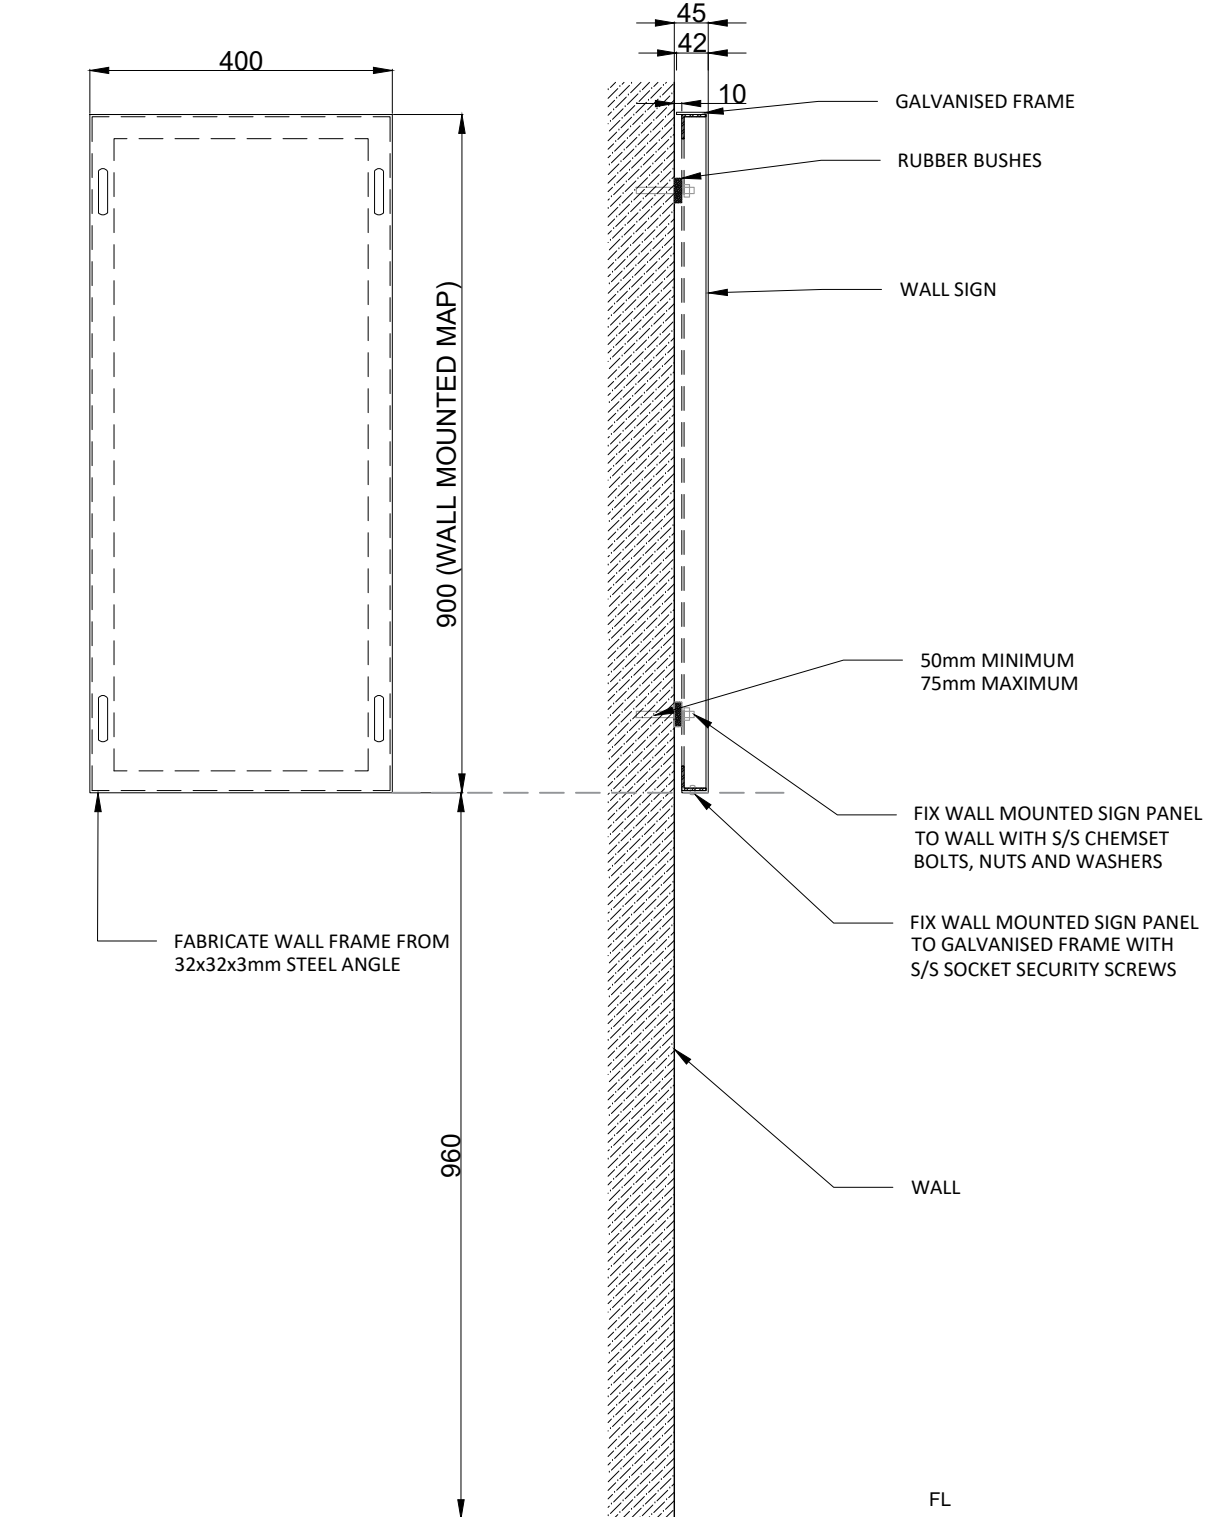 45
42
400
10
GALVANISED FRAME
RUBBER BUSHES
WALL SIGN
900 (WALL MOUNTED MAP)
50mm MINIMUM
75mm MAXIMUM
FIX WALL MOUNTED SIGN PANEL
TO WALL WITH S/S CHEMSET
BOLTS, NUTS AND WASHERS
FIX WALL MOUNTED SIGN PANEL
TO GALVANISED FRAME WITH
S/S SOCKET SECURITY SCREWS
FABRICATE WALL FRAME FROM
32x32x3mm STEEL ANGLE
960
WALL
FL